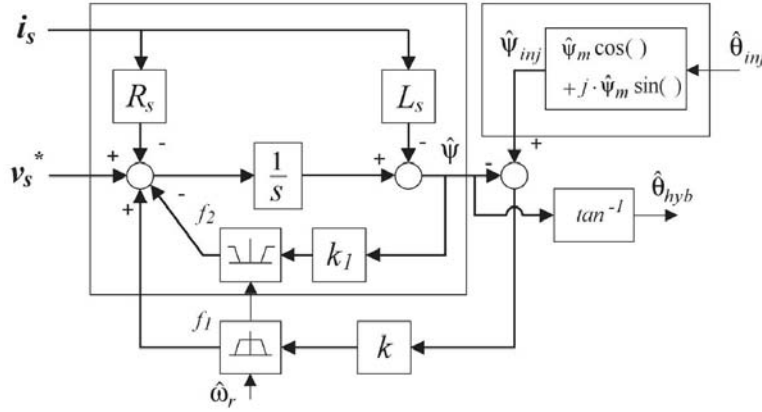 i_s
ψ̂_inj
ψ̂_m cos( )
+ j · ψ̂_m sin( )
θ̂_inj
R_s
L_s
+
-
-
+
v_s*
+
-
1/s
+
ψ̂
-
θ̂_hyb
+
f_2
tan^-1
k_1
f_1
k
ω̂_r